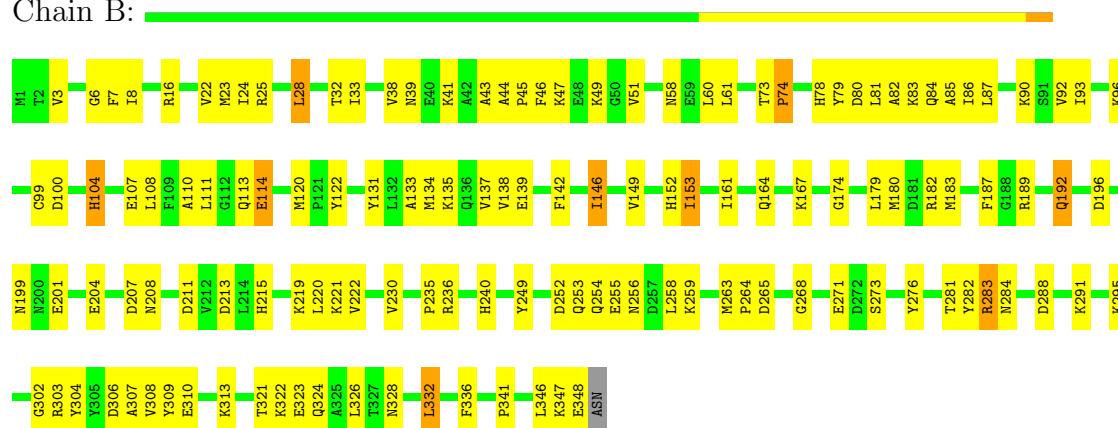 Chain B:
M1 T2 V3 G6 F7 I8 R16 V22 M23 I24 R25 L28 T32 I33 V38 N39 E40 K41 A42 A43 A44 P45 F46 K47 E48 K49 G50 V51 N58 E59 L60 L61 T73 P74 H78 Y79 D80 L81 A82 K83 Q84 A85 I86 L87 K90 S91 V92 I93 K96
C99 D100 H104 E107 L108 F109 A110 L111 G112 Q113 E114 M120 P121 Y122 Y131 L132 A133 M134 K135 Q136 V137 V138 E139 F142 I146 V149 H152 I153 I161 Q164 K167 G174 L179 M180 D181 R182 M183 F187 G188 R189 Q192 D196
N199 N200 E201 E204 D207 N208 D211 V212 D213 L214 H215 K219 L220 K221 V222 V230 P235 R236 H240 Y249 D252 Q253 Q254 E255 N256 D257 L258 K259 M263 P264 D265 G268 E271 D272 S273 Y276 T281 Y282 R283 N284 D288 K291
G302 R303 Y304 Y305 D306 A307 V308 Y309 E310 K313 T321 K322 E323 Q324 A325 L326 T327 N328 L332 F336 P341 L346 K347 E348 ASN